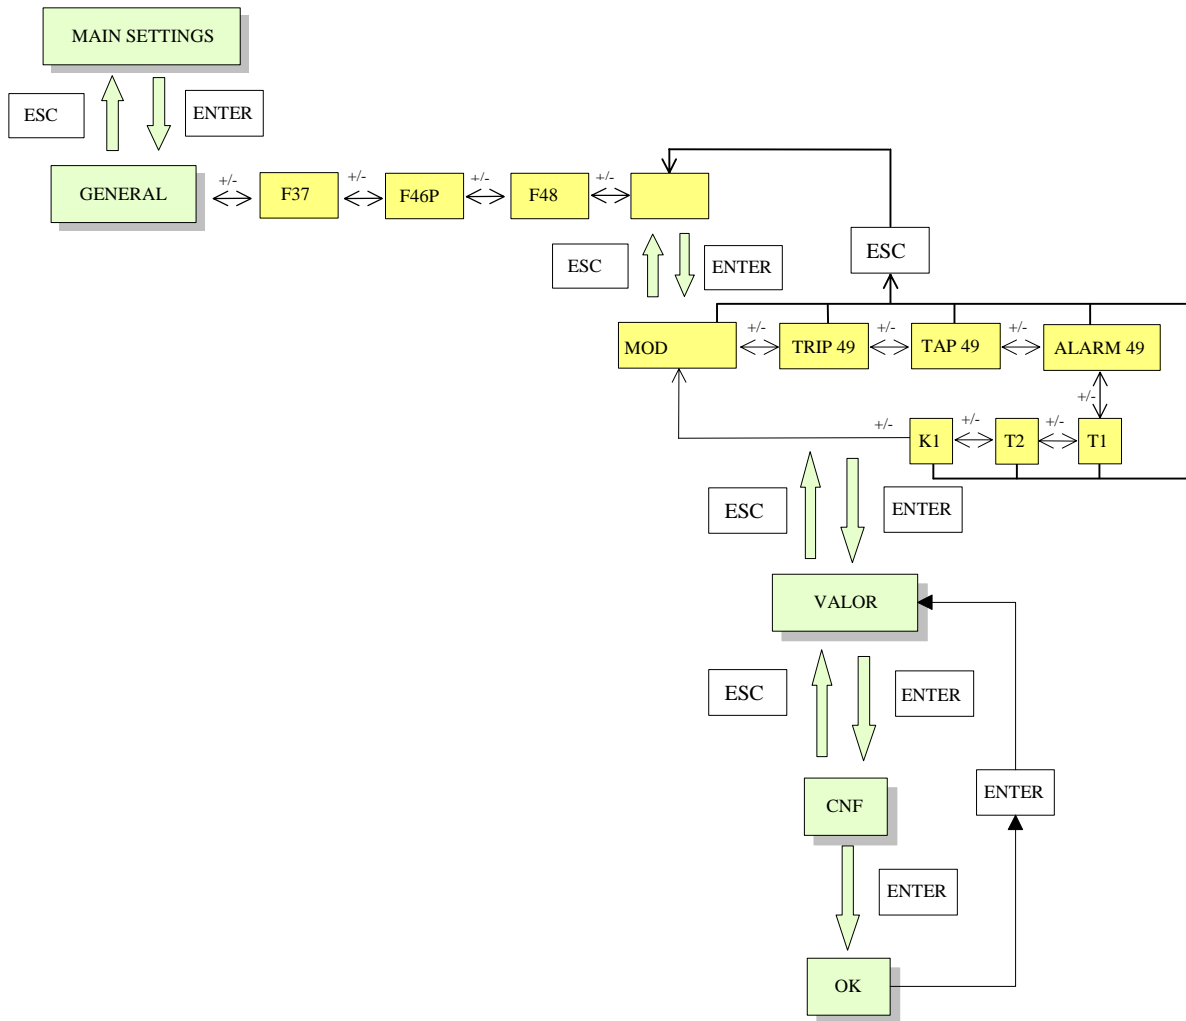 MAIN SETTINGS
ESC
ENTER
GENERAL
+/-
F37
+/-
F46P
+/-
F48
+/-
ESC
ENTER
ESC
MOD
+/-
TRIP 49
+/-
TAP 49
+/-
ALARM 49
+/-
+/-
K1
+/-
T2
+/-
T1
ESC
ENTER
VALOR
ESC
ENTER
CNF
ENTER
ENTER
OK